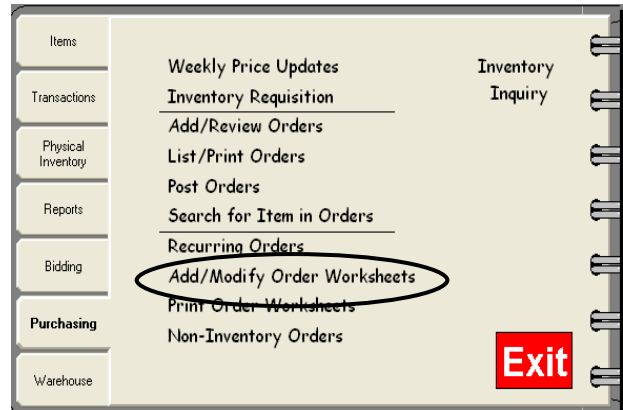 Items
Transactions
Physical
Inventory
Reports
Bidding
Purchasing
Warehouse
Weekly Price Updates
Inventory Requisition
Add/Review Orders
List/Print Orders
Post Orders
Search for Item in Orders
Recurring Orders
Add/Modify Order Worksheets
Print Order Worksheets
Non-Inventory Orders
Inventory
Inquiry
Exit